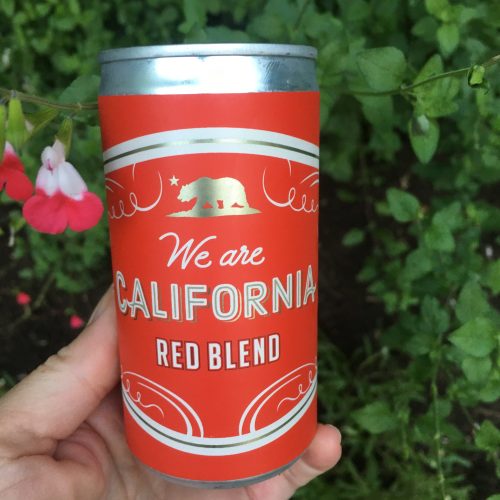 We are
CALIFORNIA
RED BLEND